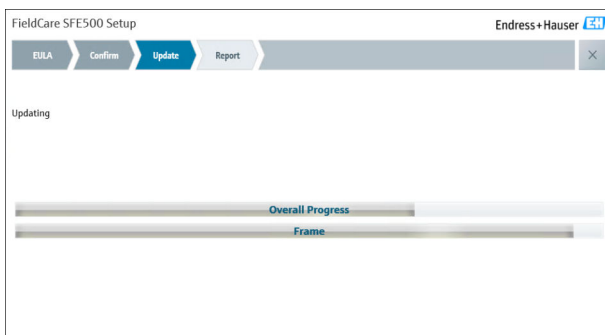 FieldCare SFE500 Setup
Endress+Hauser EH
EULA Confirm Update Report
Updating
Overall Progress
Frame